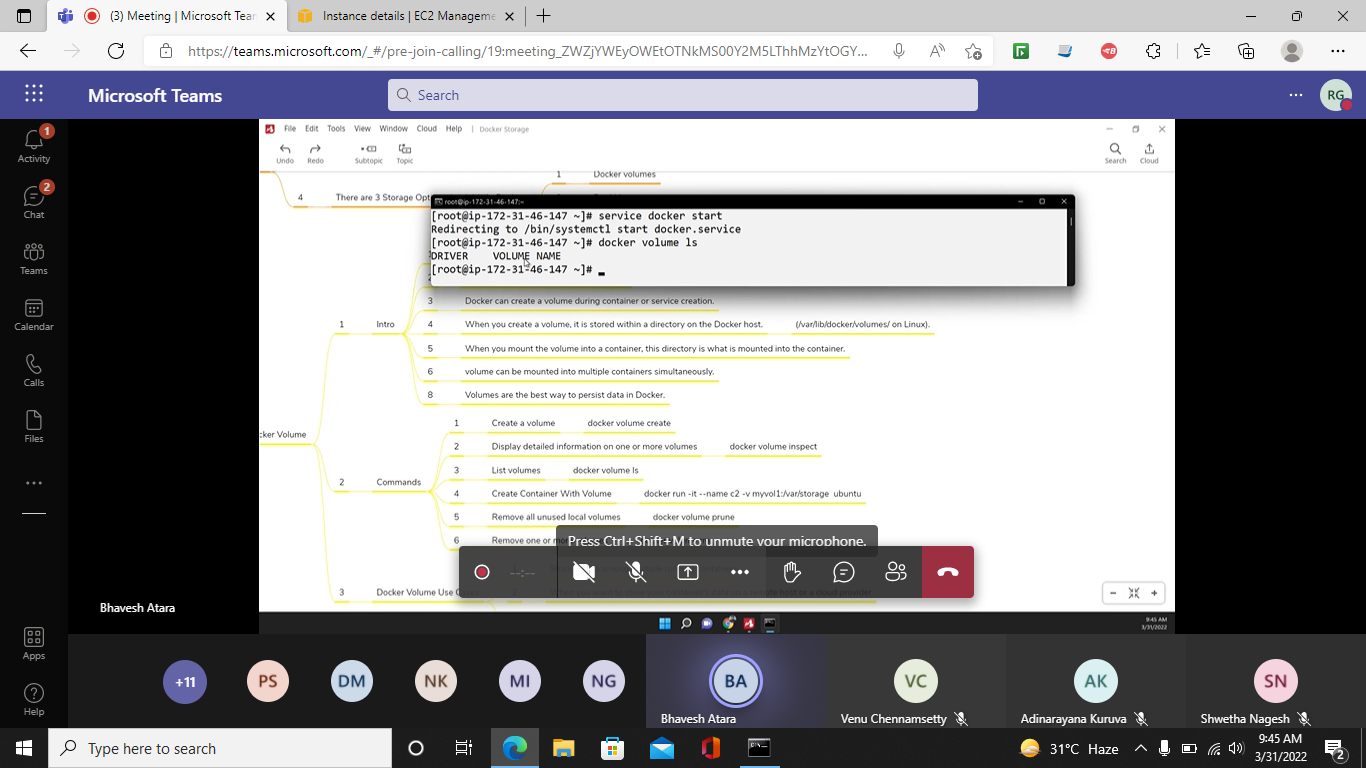 (3) Meeting | Microsoft Tear
Instance details | EC2 Manageme
https://teams.microsoft.com/_#/pre-join-calling/19:meeting_ZWZjYWEyOWEtOTNkMS00Y2M5LThhMzYtOGY...
Microsoft Teams
Search
RG
Activity
1
Chat
2
Teams
Calendar
Calls
Files
Apps
Help
File Edit Tools View Window Cloud Help | Docker Storage
Undo Redo Subtopic Topic Search Cloud
1 Docker volumes
4 There are 3 Storage Opt
root@ip-172-31-46-147:~
[root@ip-172-31-46-147 ~]# service docker start
Redirecting to /bin/systemctl start docker.service
[root@ip-172-31-46-147 ~]# docker volume ls
DRIVER VOLUME NAME
[root@ip-172-31-46-147 ~]#
3 Docker can create a volume during container or service creation.
1 Intro
4 When you create a volume, it is stored within a directory on the Docker host. (/var/lib/docker/volumes/ on Linux).
5 When you mount the volume into a container, this directory is what is mounted into the container.
6 volume can be mounted into multiple containers simultaneously.
8 Volumes are the best way to persist data in Docker.
cker Volume
1 Create a volume docker volume create
2 Display detailed information on one or more volumes docker volume inspect
3 List volumes docker volume ls
2 Commands
4 Create Container With Volume docker run -it --name c2 -v myvol1:/var/storage ubuntu
5 Remove all unused local volumes docker volume prune
6 Remove one or mo
Press Ctrl+Shift+M to unmute your microphone.
--:--
3 Docker Volume Use C
Bhavesh Atara
9:45 AM
3/31/2022
+11 PS DM NK MI NG BA VC AK SN
Bhavesh Atara
Venu Chennamsetty
Adinarayana Kuruva
Shwetha Nagesh
Type here to search
31°C Haze
9:45 AM
3/31/2022
2